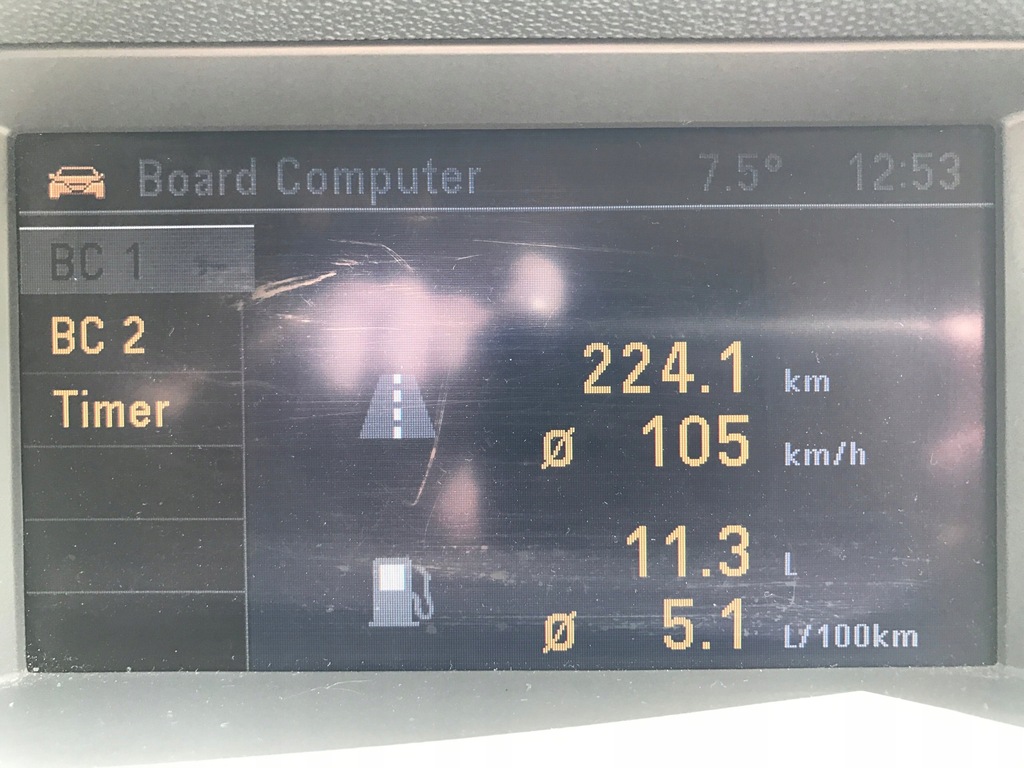 Board Computer 7.5° 12:53
BC 1
BC 2
Timer
224.1 km
Ø 105 km/h
11.3 L
Ø 5.1 L/100km